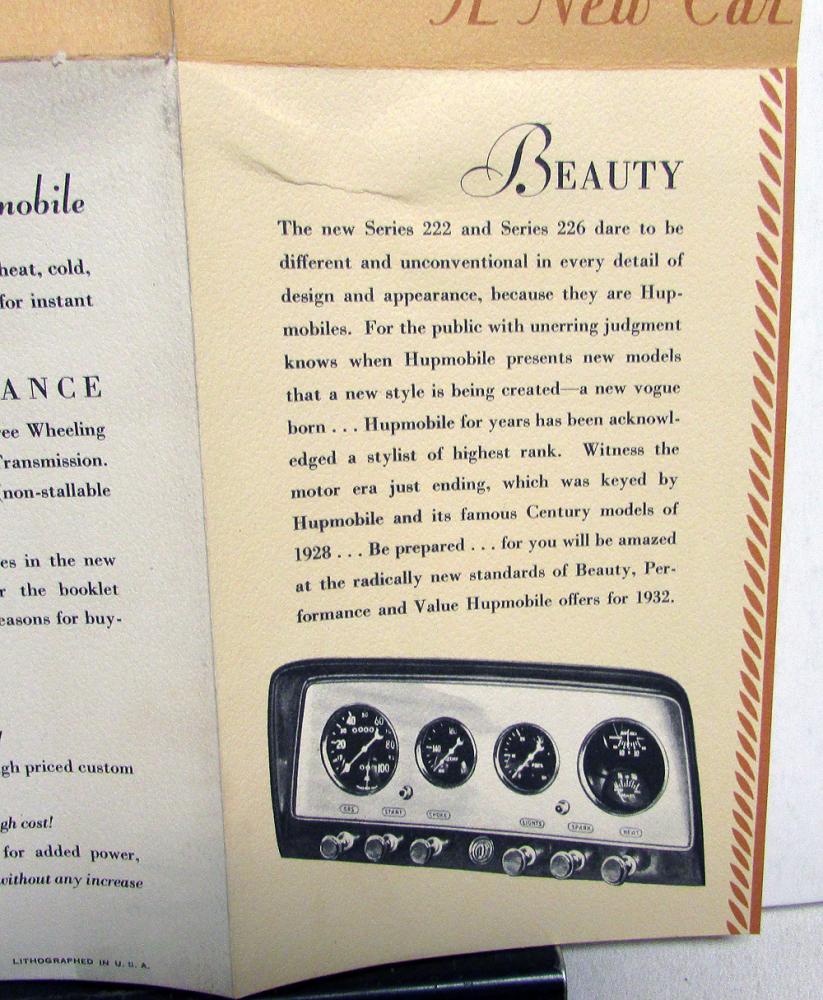 A New Car
mobile
heat, cold,
for instant
ANCE
ree Wheeling
Transmission.
(non-stallable
es in the new
r the booklet
easons for buy-
gh priced custom
gh cost!
for added power,
without any increase
LITHOGRAPHED IN U. S. A.
BEAUTY
The new Series 222 and Series 226 dare to be
different and unconventional in every detail of
design and appearance, because they are Hup-
mobiles. For the public with unerring judgment
knows when Hupmobile presents new models
that a new style is being created—a new vogue
born . . . Hupmobile for years has been acknowl-
edged a stylist of highest rank. Witness the
motor era just ending, which was keyed by
Hupmobile and its famous Century models of
1928 . . . Be prepared . . . for you will be amazed
at the radically new standards of Beauty, Per-
formance and Value Hupmobile offers for 1932.
20 40 60 80 100
GAS START CHOKE LIGHTS SPARK HEAT